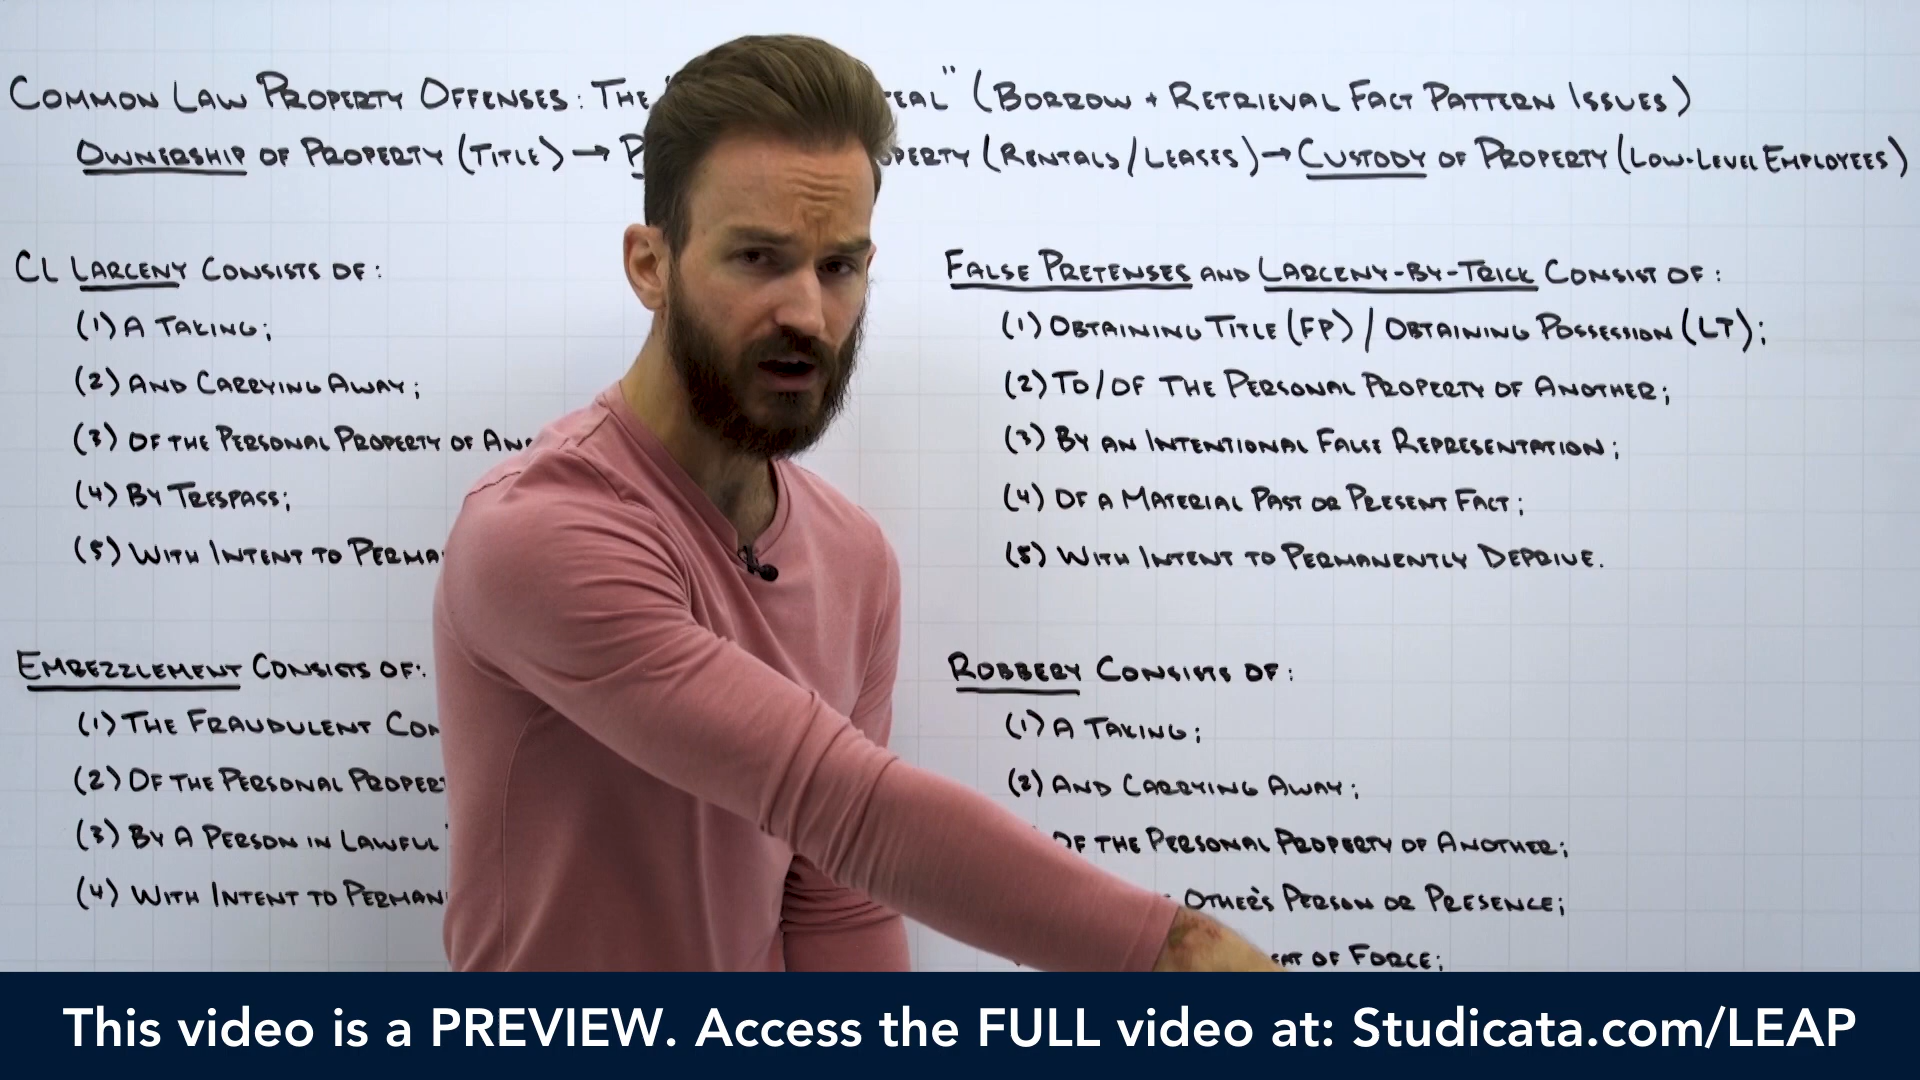 COMMON LAW PROPERTY OFFENSES: THE EAL" (BORROW + RETRIEVAL FACT PATTERN ISSUES)
OWNERSHIP OF PROPERTY (TITLE) → P OPERTY (RENTALS/LEASES) → CUSTODY OF PROPERTY (LOW-LEVEL EMPLOYEES)
CL LARCENY CONSISTS OF:
(1) A TAKING;
(2) AND CARRYING AWAY;
(3) OF THE PERSONAL PROPERTY OF AN
(4) BY TRESPASS;
(5) WITH INTENT TO PERMA
FALSE PRETENSES AND LARCENY-BY-TRICK CONSIST OF:
(1) OBTAINING TITLE (FP) / OBTAINING POSSESSION (LT);
(2) TO/OF THE PERSONAL PROPERTY OF ANOTHER;
(3) BY AN INTENTIONAL FALSE REPRESENTATION;
(4) OF A MATERIAL PAST OR PRESENT FACT;
(5) WITH INTENT TO PERMANENTLY DEPRIVE.
EMBEZZLEMENT CONSISTS OF:
(1) THE FRAUDULENT CON
(2) OF THE PERSONAL PROPER
(3) BY A PERSON IN LAWFUL
(4) WITH INTENT TO PERMAN
ROBBERY CONSISTS OF:
(1) A TAKING;
(2) AND CARRYING AWAY;
OF THE PERSONAL PROPERTY OF ANOTHER;
OTHER'S PERSON OR PRESENCE;
OF FORCE;
This video is a PREVIEW. Access the FULL video at: Studicata.com/LEAP